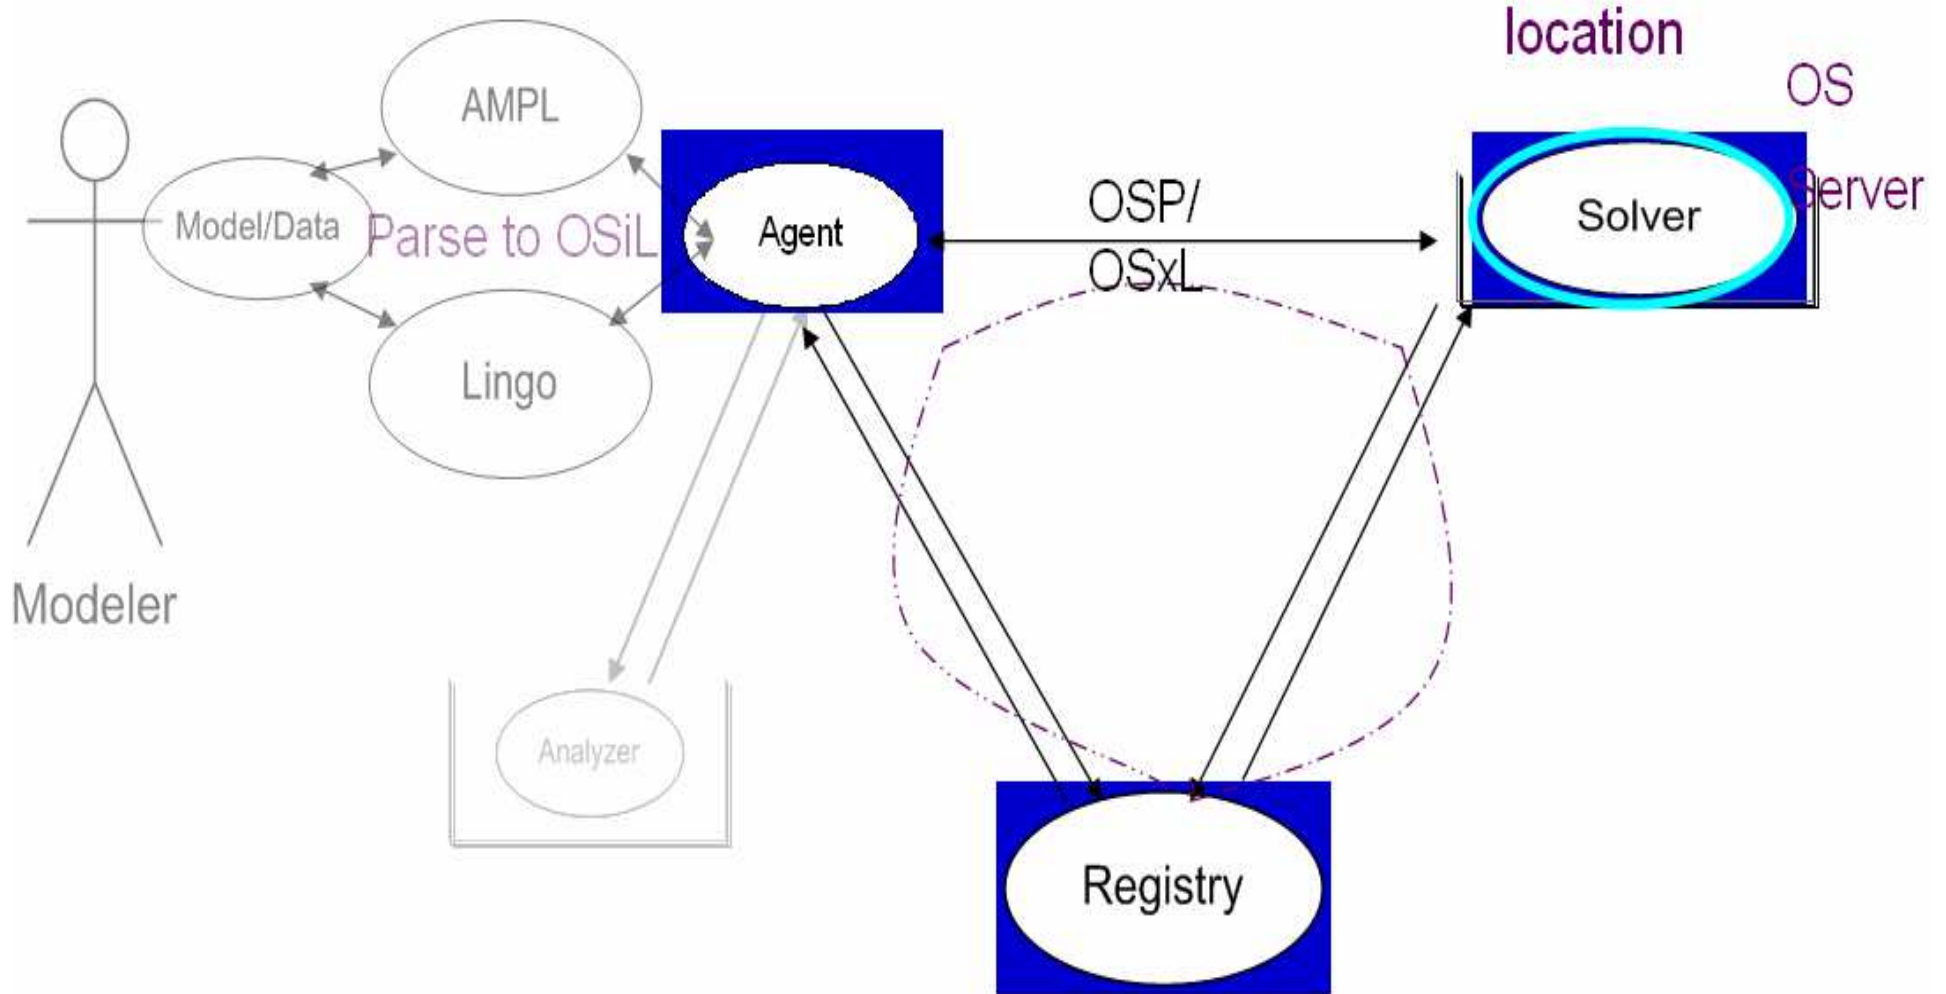 location
OS
Server
AMPL
Model/Data
Parse to OSiL
Agent
OSP/
OSxL
Solver
Lingo
Modeler
Analyzer
Registry